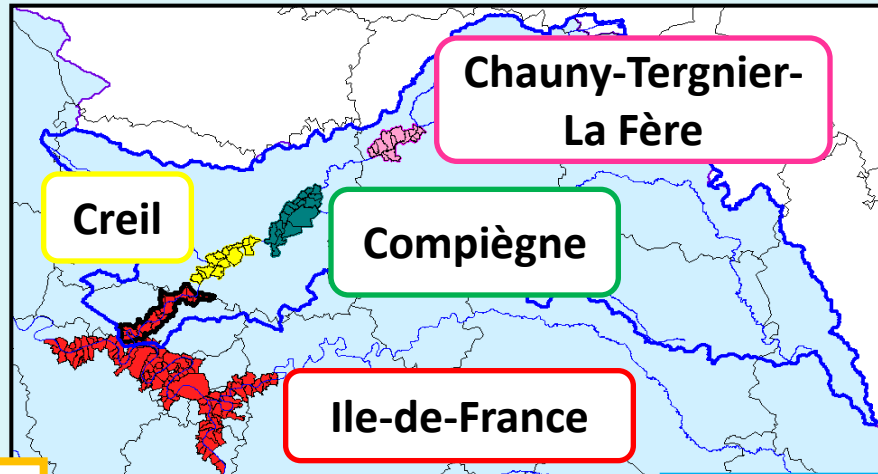 Chauny-Tergnier-
La Fère
Creil
Compiègne
Ile-de-France